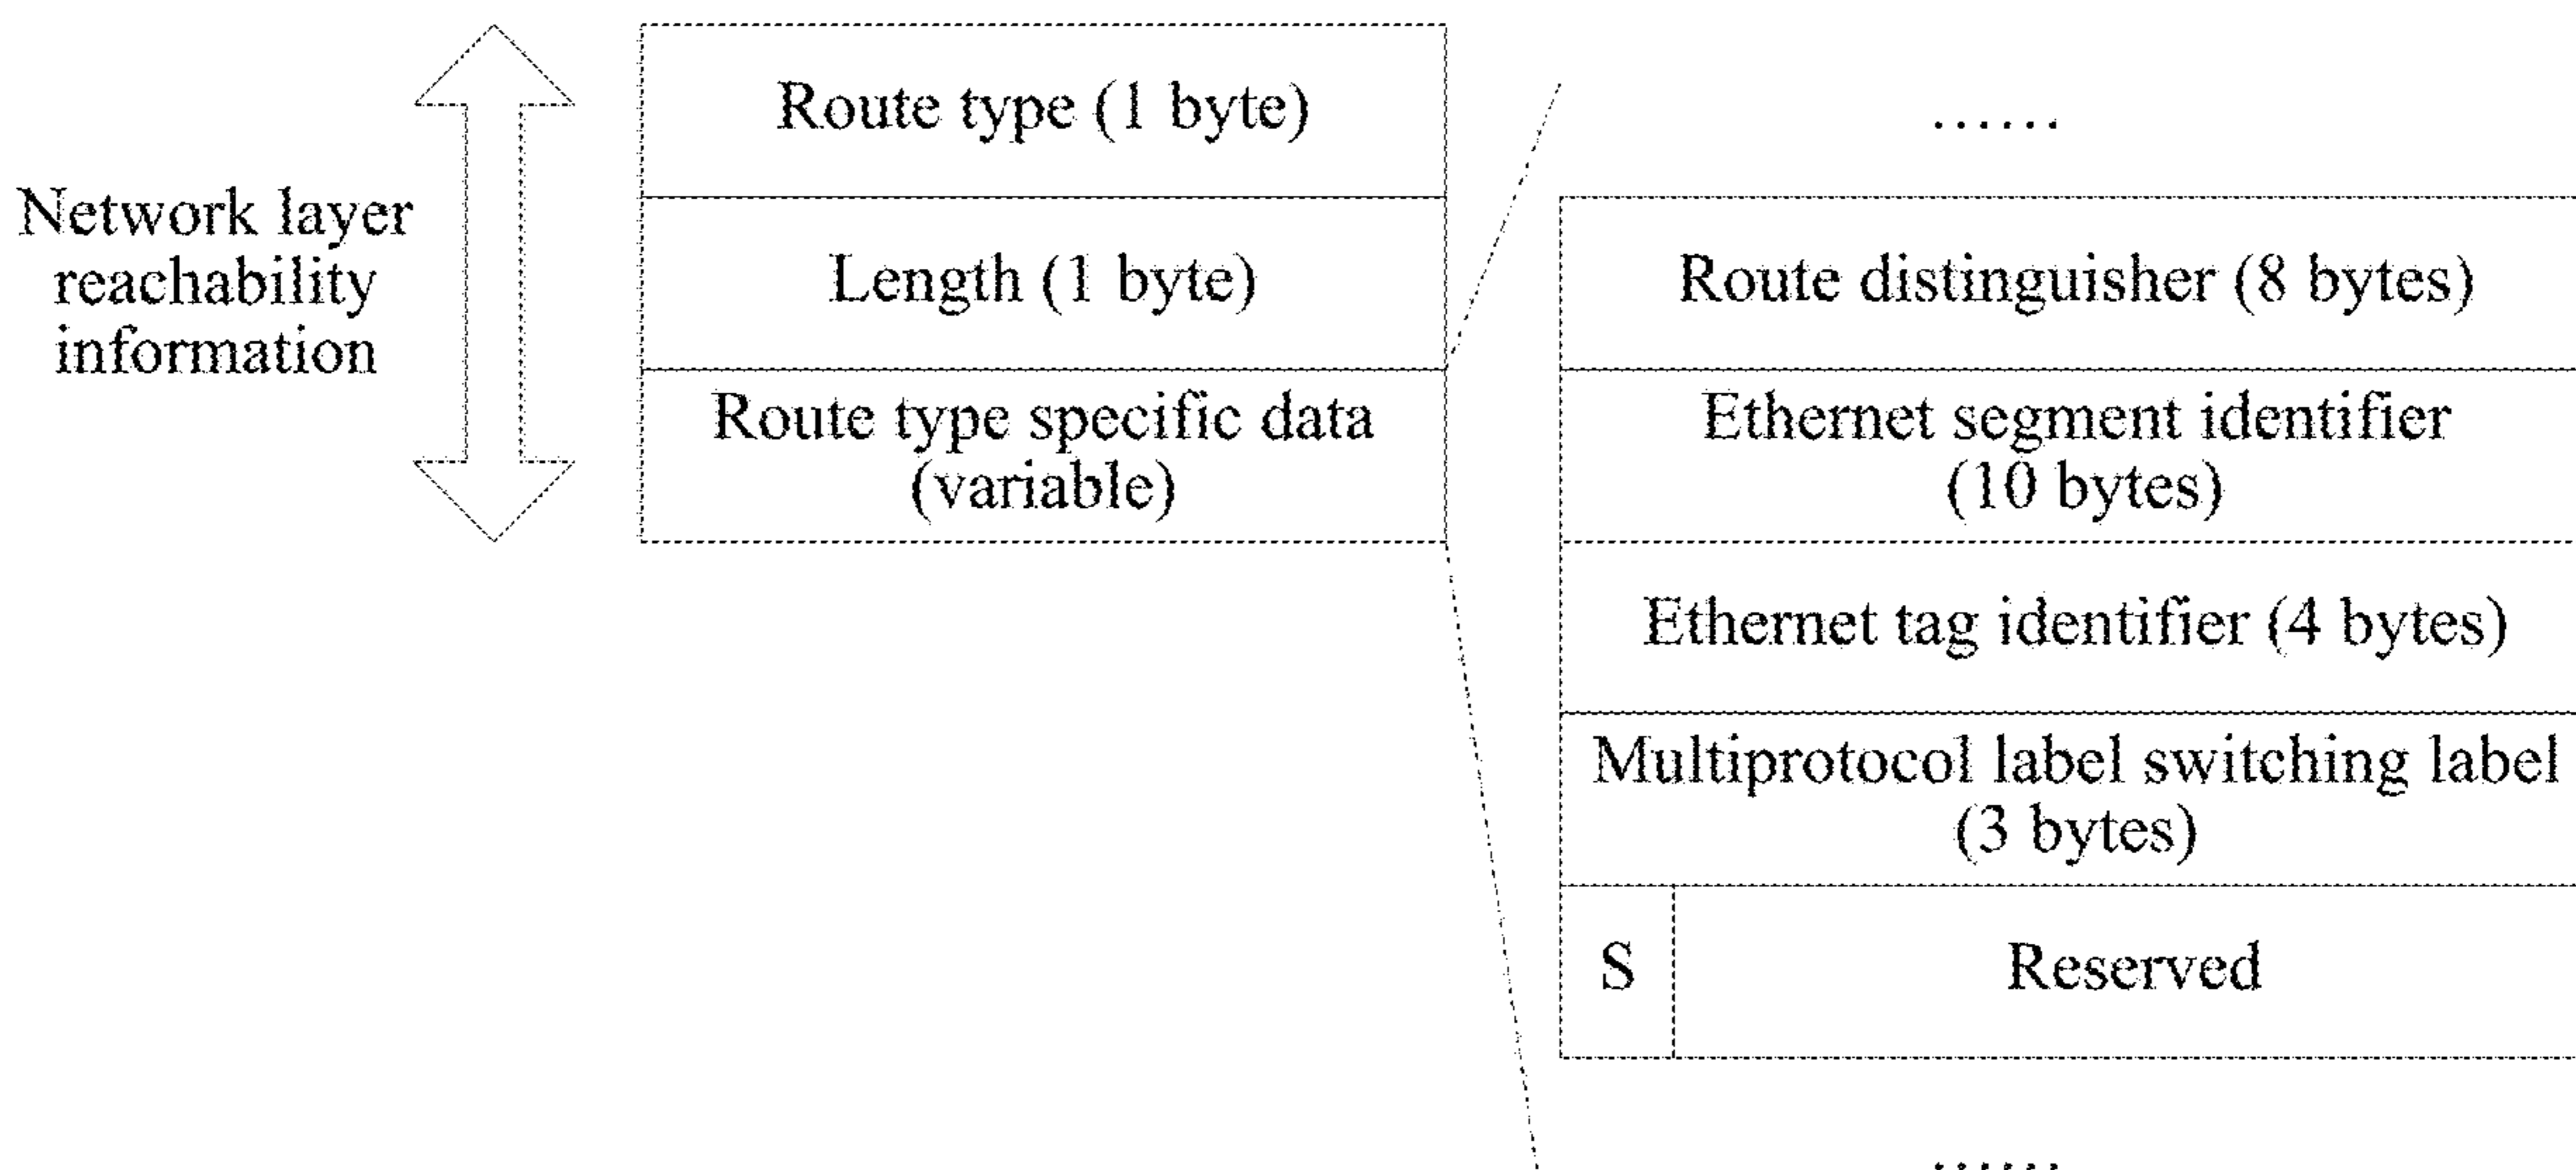 Network layer
reachability
information
Route type (1 byte)
Length (1 byte)
Route type specific data
(variable)
......
Route distinguisher (8 bytes)
Ethernet segment identifier
(10 bytes)
Ethernet tag identifier (4 bytes)
Multiprotocol label switching label
(3 bytes)
S
Reserved
......